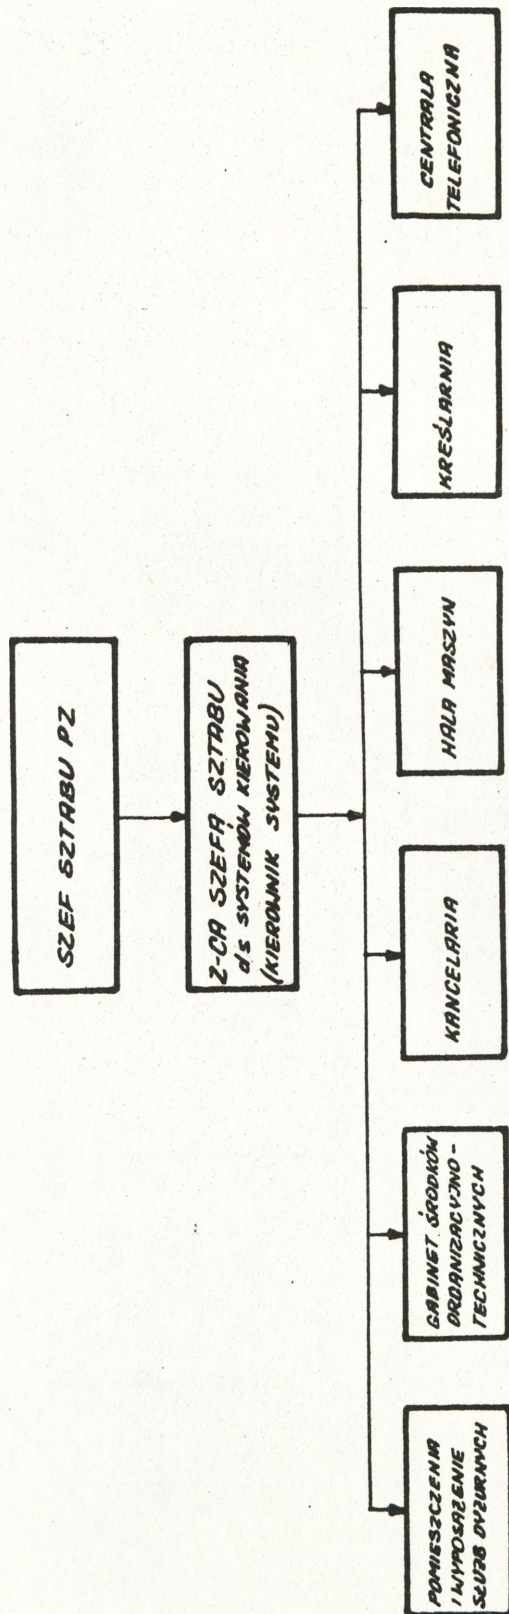 SZEF SZTABU PZ
Z-CA SZEFA SZTABU
ds SYSTEMÓW KIEROWANIA
(KIEROWNIK SYSTEMU)
POMIESZCZENIA
I WYPOSAŻENIE
SŁUŻB DYŻURNYCH
GABINET ŚRODKÓW
ORGANIZACYJNO-
TECHNICZNYCH
KANCELARIA
HALA MASZYN
KREŚLARNIA
CENTRALA
TELEFONICZNA